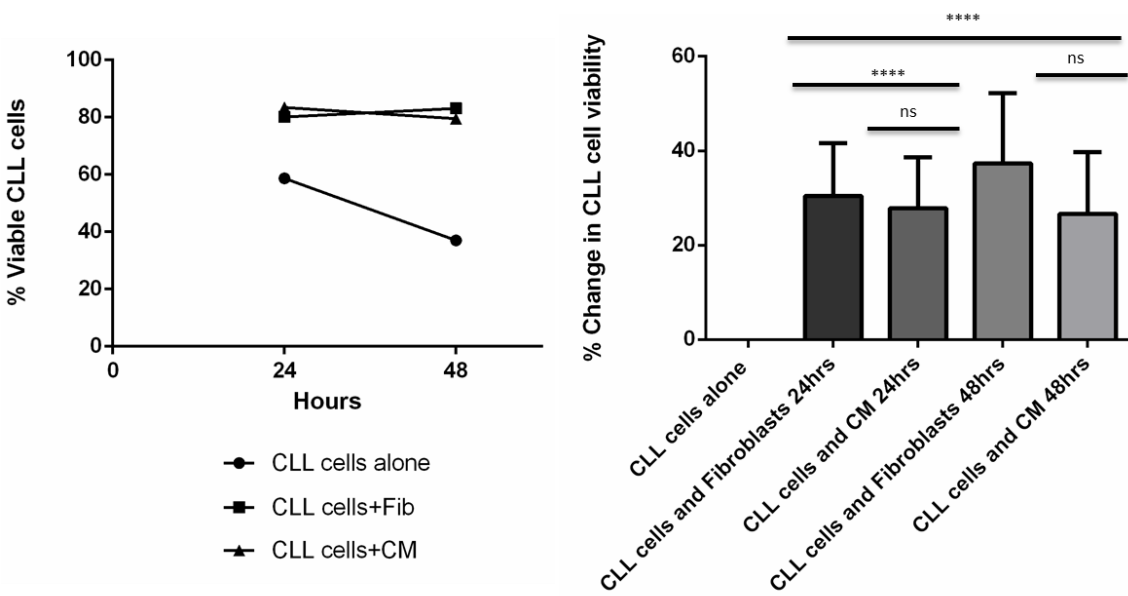 100
80
60
40
20
0
% Viable CLL cells
0
24
48
Hours
CLL cells alone
CLL cells+Fib
CLL cells+CM
****
****
ns
ns
60
40
20
0
% Change in CLL cell viability
CLL cells alone
CLL cells and Fibroblasts 24hrs
CLL cells and CM 24hrs
CLL cells and Fibroblasts 48hrs
CLL cells and CM 48hrs